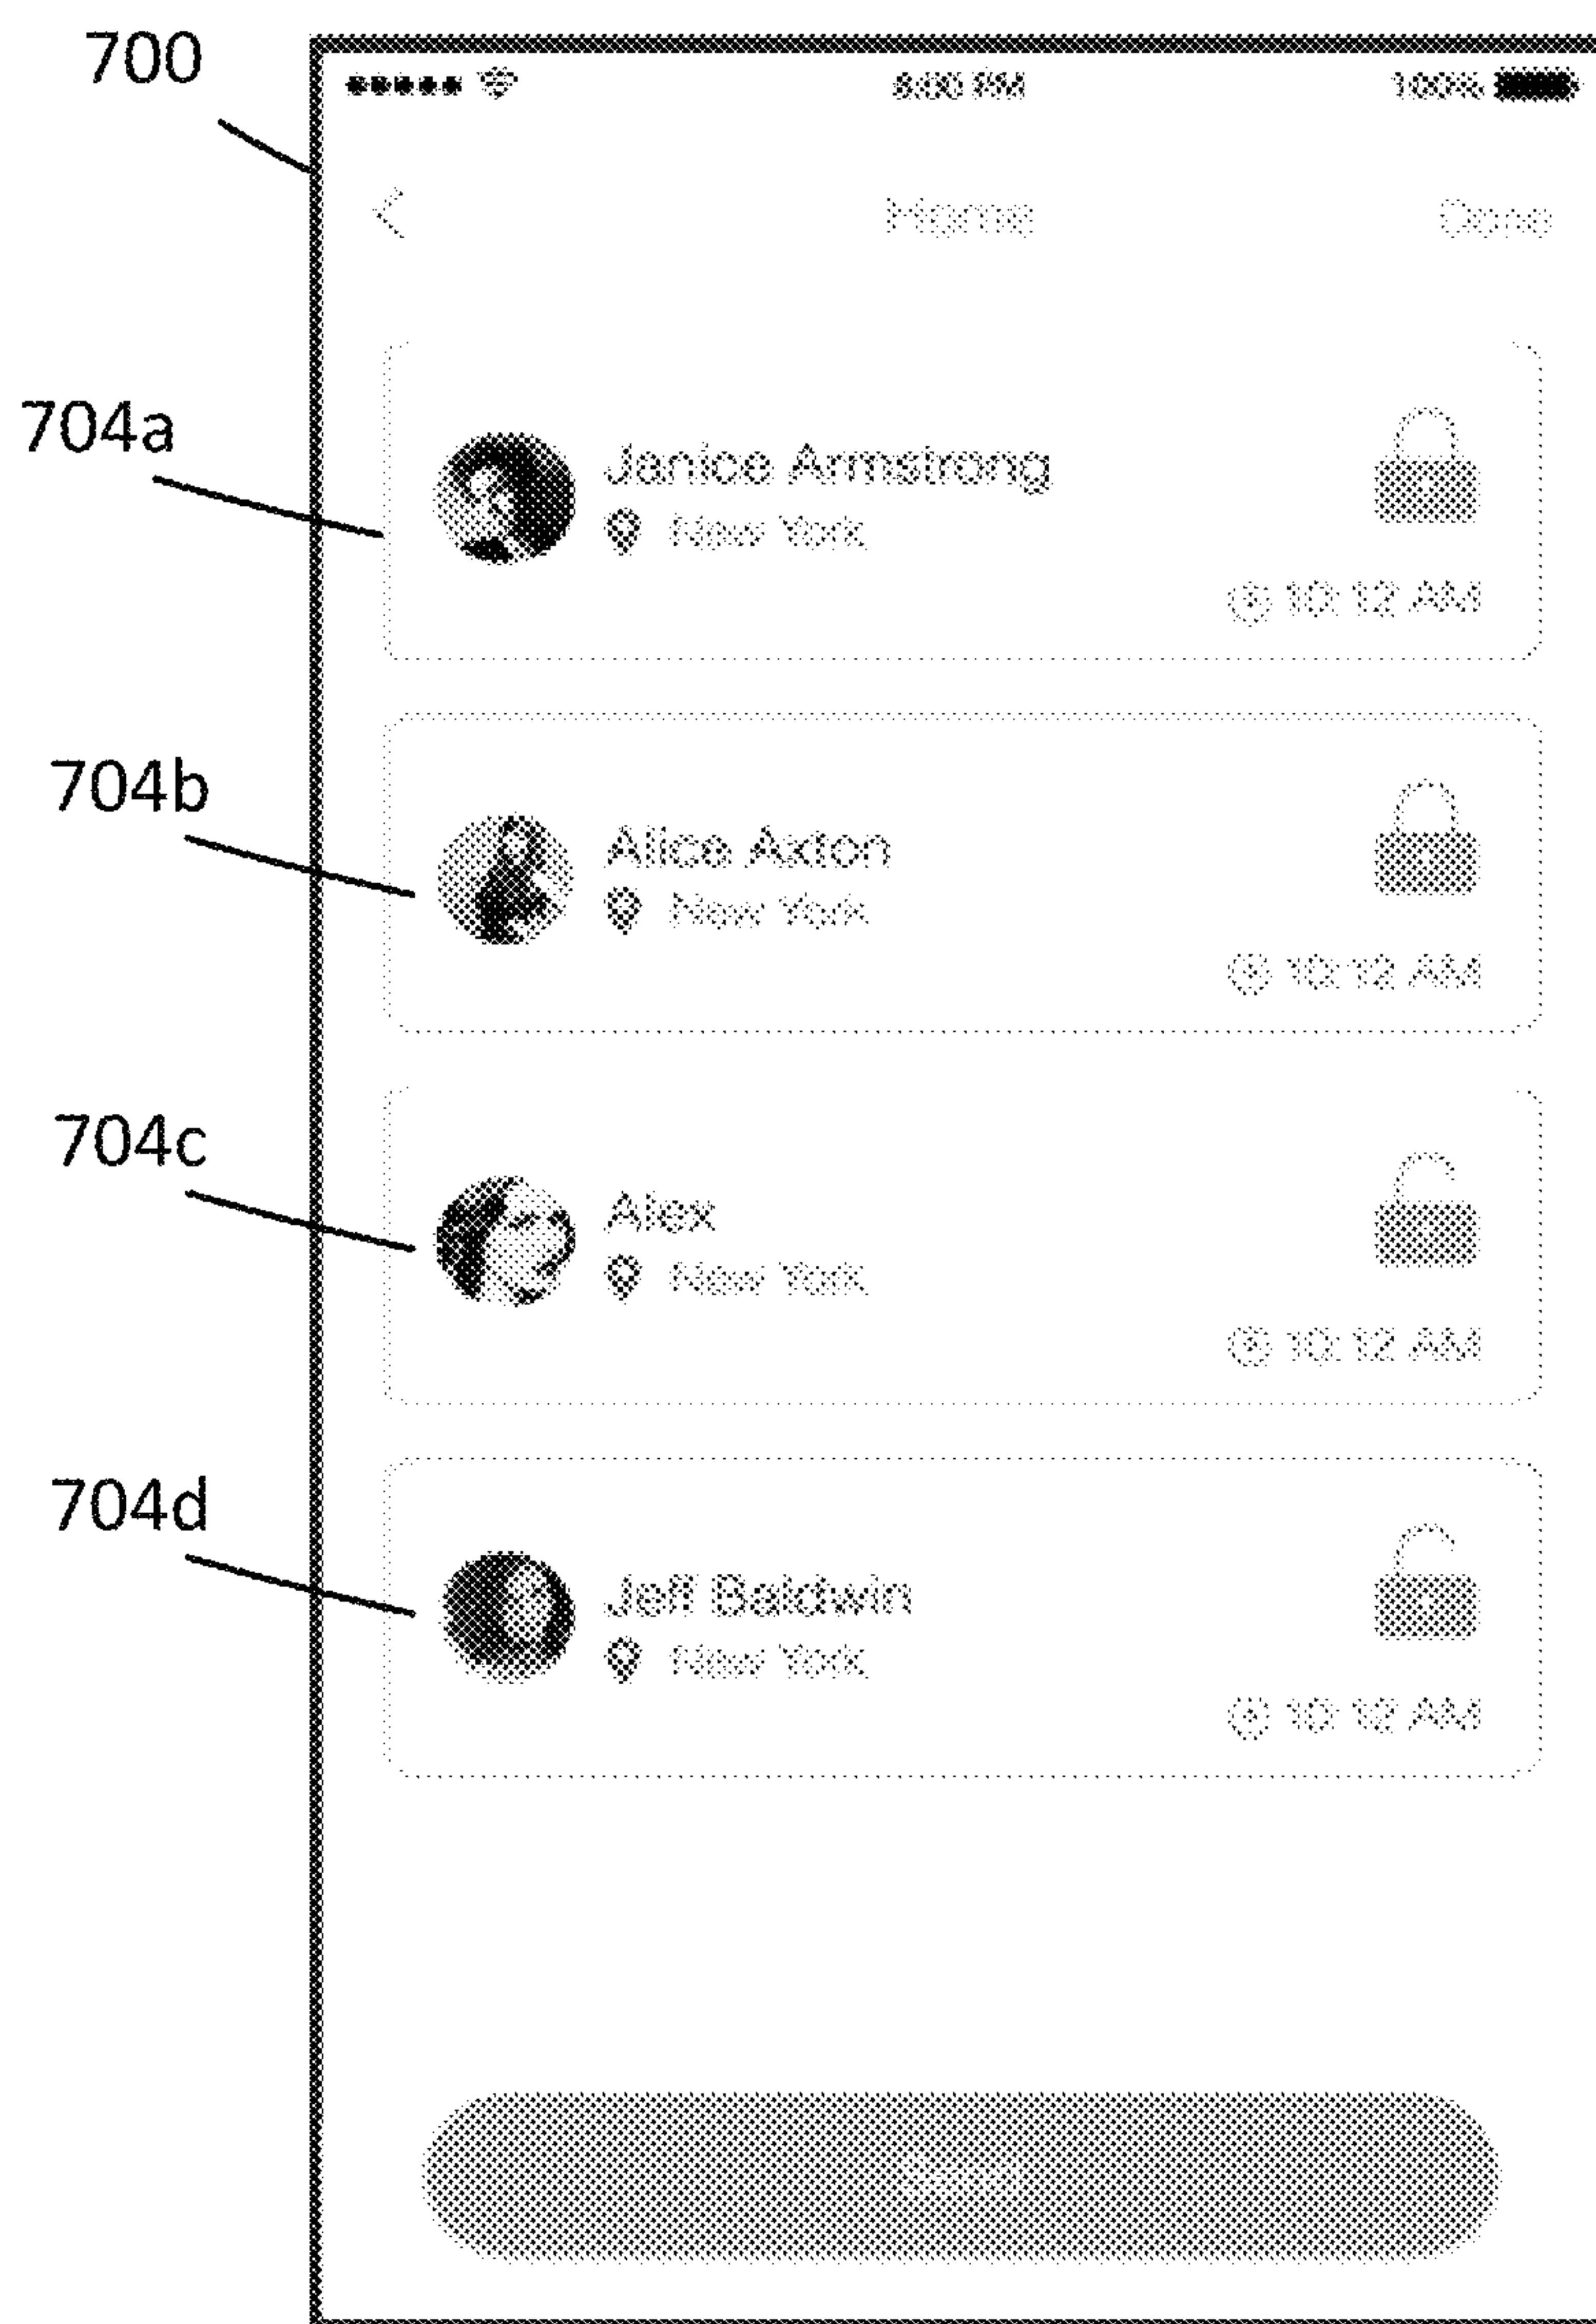 700
8:00 PM 100%
Home Done
704a
Janice Armstrong
New York
10:12 AM
704b
Alice Axton
New York
10:12 AM
704c
Alex
New York
10:12 AM
704d
Jeff Baldwin
New York
10:12 AM